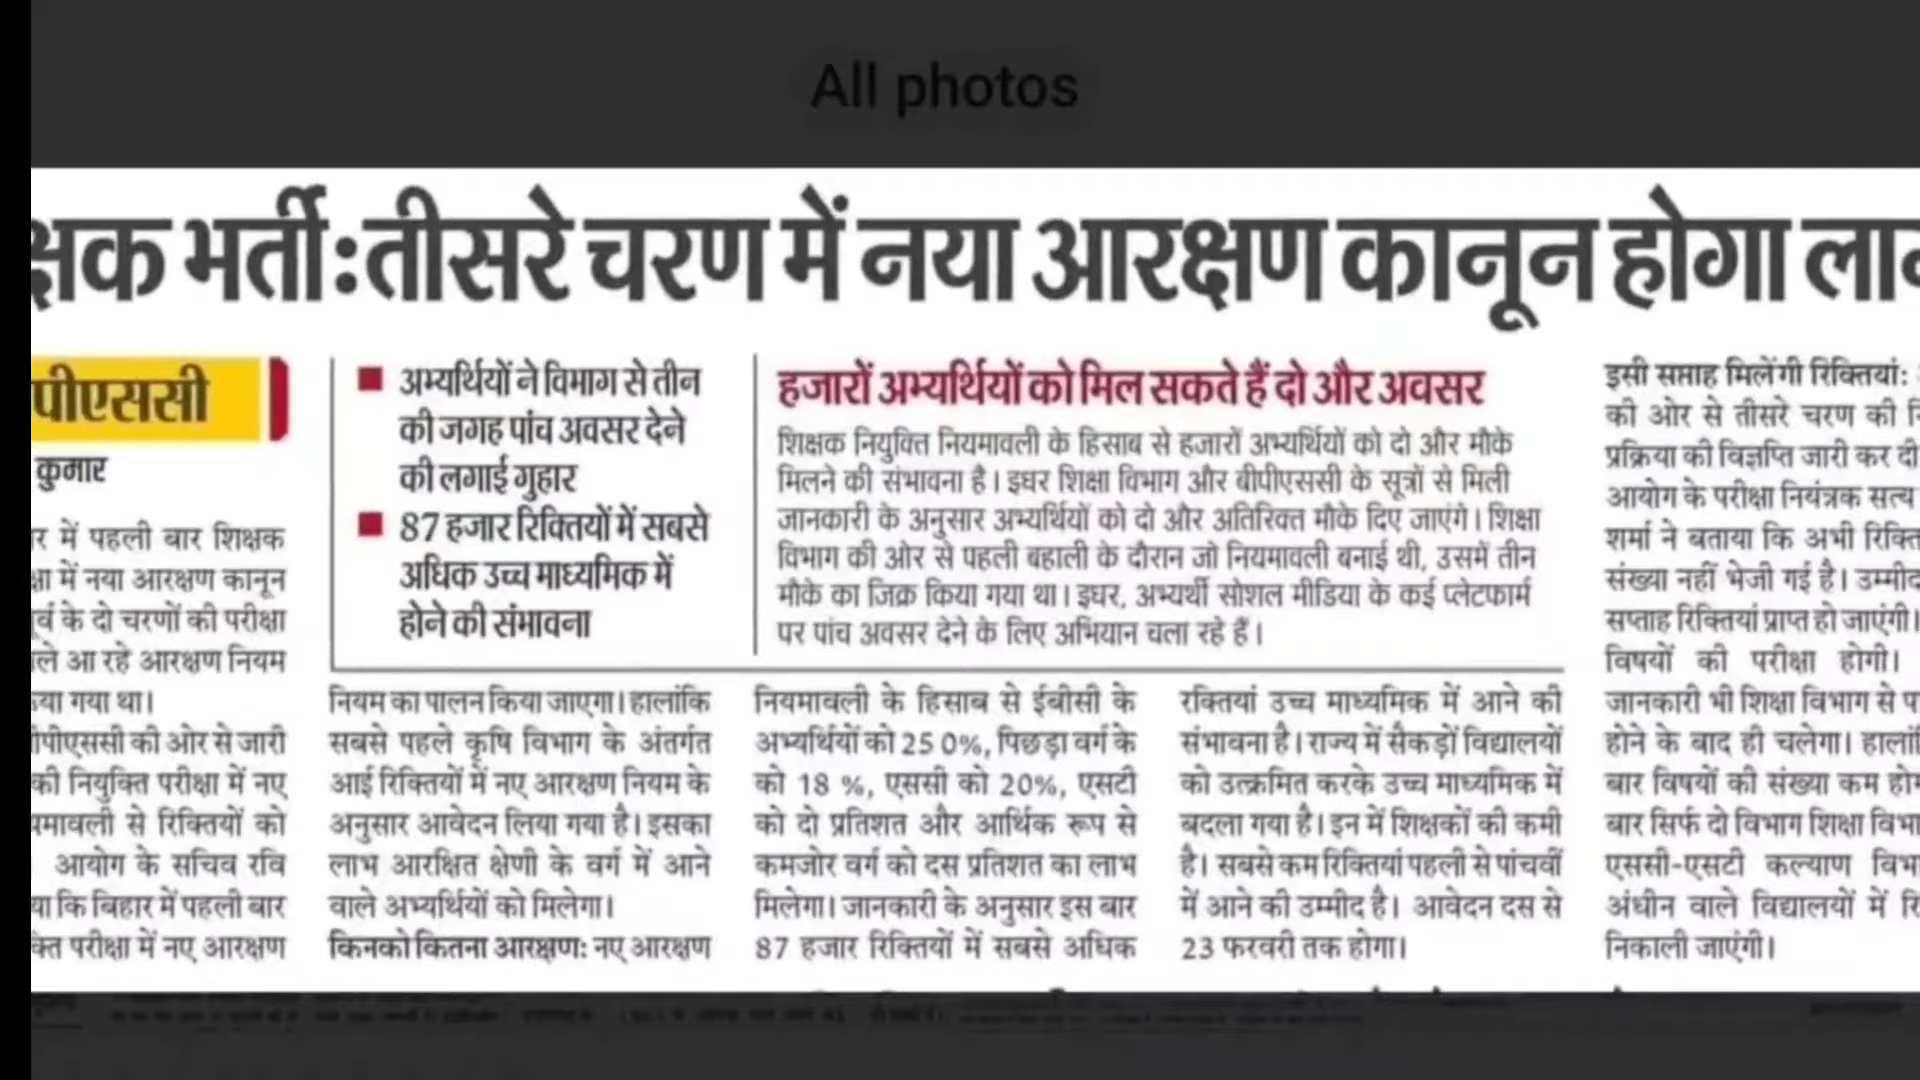 All photos
क्षक भर्ती:तीसरे चरण में नया आरक्षण कानून होगा
पीएससी
कुमार
में पहली बार शिक्षक
में नया आरक्षण कानून
के दो चरणों की परीक्षा
आ रहे आरक्षण नियम
गया था।
की ओर से जारी
की नियुक्ति परीक्षा में नए
से रिक्तियों को
आयोग के सचिव रवि
कि बिहार में पहली बार
परीक्षा में नए आरक्षण
■ अभ्यर्थियों ने विभाग से तीन
की जगह पांच अवसर देने
की लगाई गुहार
■ 87 हजार रिक्तियों में सबसे
अधिक उच्च माध्यमिक में
होने की संभावना
हजारों अभ्यर्थियों को मिल सकते हैं दो और अवसर
शिक्षक नियुक्ति नियमावली के हिसाब से हजारों अभ्यर्थियों को दो और मौके
मिलने की संभावना है। इधर शिक्षा विभाग और बीपीएससी के सूत्रों से मिली
जानकारी के अनुसार अभ्यर्थियों को दो और अतिरिक्त मौके दिए जाएंगे। शिक्षा
विभाग की ओर से पहली बहाली के दौरान जो नियमावली बनाई थी, उसमें तीन
मौके का जिक्र किया गया था। इधर, अभ्यर्थी सोशल मीडिया के कई प्लेटफार्म
पर पांच अवसर देने के लिए अभियान चला रहे हैं।
नियम का पालन किया जाएगा। हालांकि
सबसे पहले कृषि विभाग के अंतर्गत
आई रिक्तियों में नए आरक्षण नियम के
अनुसार आवेदन लिया गया है। इसका
लाभ आरक्षित क्षेणी के वर्ग में आने
वाले अभ्यर्थियों को मिलेगा।
किनको कितना आरक्षण: नए आरक्षण
नियमावली के हिसाब से ईबीसी के
अभ्यर्थियों को 25 0%, पिछड़ा वर्ग के
को 18 %, एससी को 20%, एसटी
को दो प्रतिशत और आर्थिक रूप से
कमजोर वर्ग को दस प्रतिशत का लाभ
मिलेगा। जानकारी के अनुसार इस बार
87 हजार रिक्तियों में सबसे अधिक
रक्तियां उच्च माध्यमिक में आने की
संभावना है। राज्य में सैकड़ों विद्यालयों
को उत्क्रमित करके उच्च माध्यमिक में
बदला गया है। इन में शिक्षकों की कमी
है। सबसे कम रिक्तियां पहली से पांचवीं
में आने की उम्मीद है। आवेदन दस से
23 फरवरी तक होगा।
इसी सप्ताह मिलेंगी रिक्तियां:
की ओर से तीसरे चरण की
प्रक्रिया की विज्ञप्ति जारी कर दी
आयोग के परीक्षा नियंत्रक सत्य
शर्मा ने बताया कि अभी
संख्या नहीं भेजी गई है।
सप्ताह रिक्तियां प्राप्त हो जाएंगी।
विषयों की परीक्षा होगी।
जानकारी भी शिक्षा विभाग से
होने के बाद ही चलेगा।
बार विषयों की संख्या कम
बार सिर्फ दो विभाग शिक्षा
एससी-एसटी कल्याण
अंधीन वाले विद्यालयों में
निकाली जाएंगी।